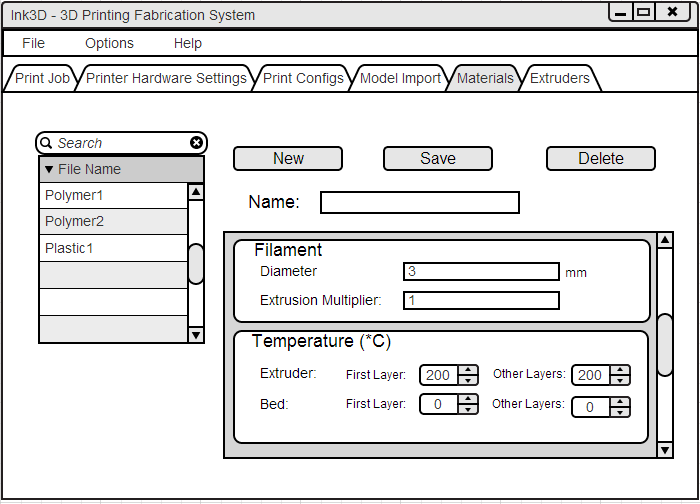 Ink3D - 3D Printing Fabrication System
File Options Help
Print Job Printer Hardware Settings Print Configs Model Import Materials Extruders
Search
File Name
Polymer1
Polymer2
Plastic1
New Save Delete
Name:
Filament
Diameter 3 mm
Extrusion Multiplier: 1
Temperature (*C)
Extruder: First Layer: 200 Other Layers: 200
Bed: First Layer: 0 Other Layers: 0